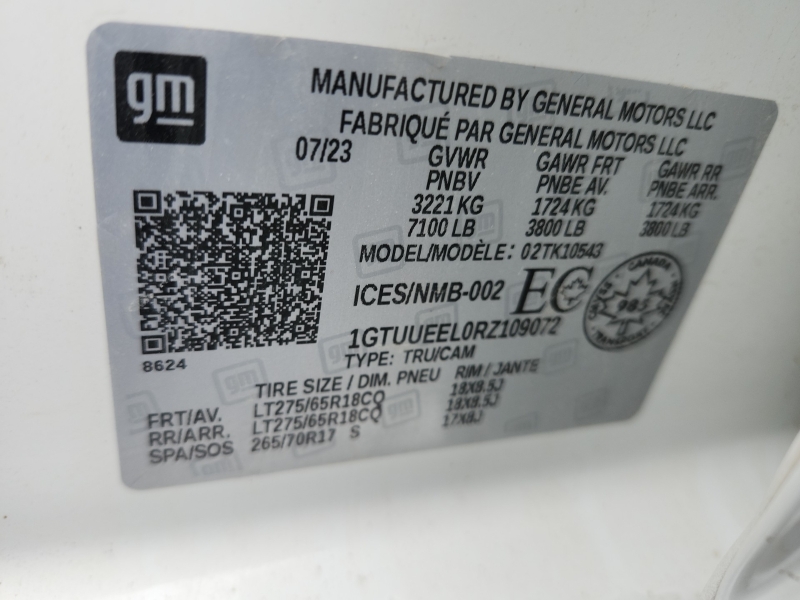 gm
MANUFACTURED BY GENERAL MOTORS LLC
FABRIQUÉ PAR GENERAL MOTORS LLC
07/23 GVWR GAWR FRT GAWR RR
PNBV PNBE AV. PNBE ARR.
3221 KG 1724 KG 1724 KG
7100 LB 3800 LB 3800 LB
MODEL/MODÈLE: 02TK10543
ICES/NMB-002 EC
CANADA
985
1GTUUEEL0RZ109072
TYPE: TRU/CAM
8624
TIRE SIZE / DIM. PNEU RIM / JANTE
FRT/AV. LT275/65R18CQ 18X8.5J
RR/ARR. LT275/65R18CQ 18X8.5J
SPA/SOS 265/70R17 S 17X8J